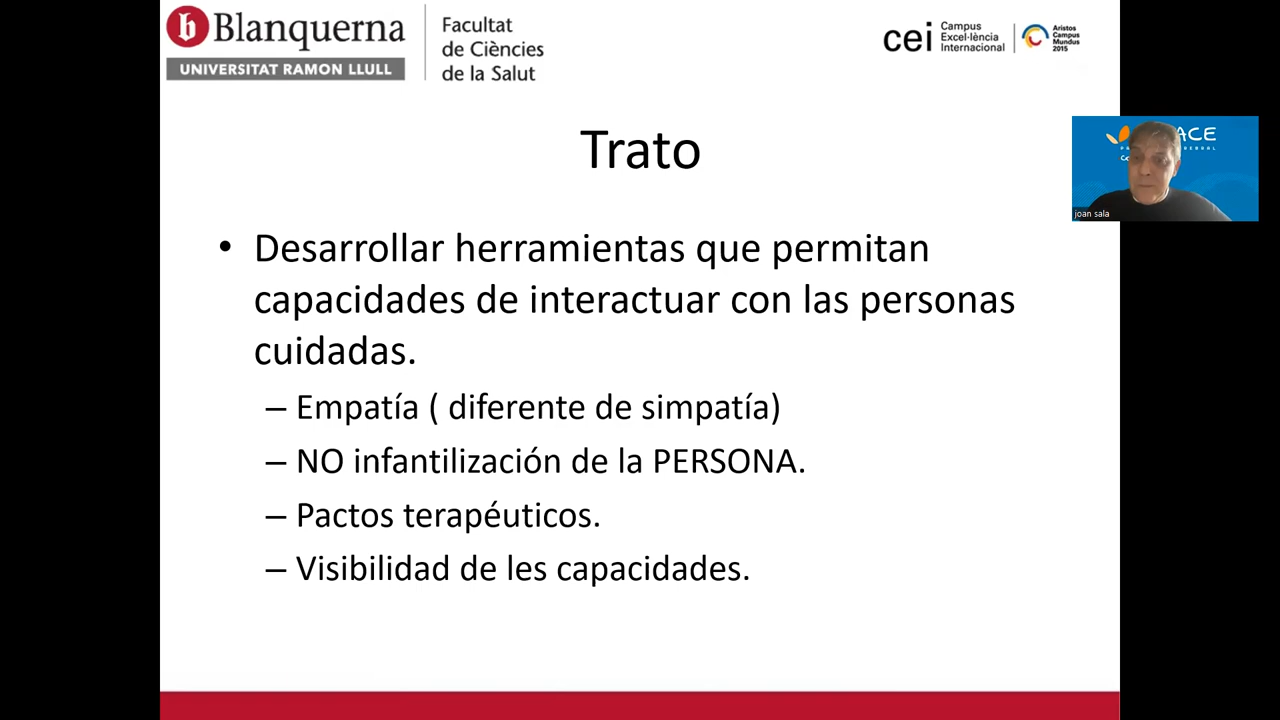 b Blanquerna
UNIVERSITAT RAMON LLULL
Facultat
de Ciències
de la Salut
cei
Campus
Excel·lència
Internacional
Aristos
Campus
Mundus
2015
Trato
• Desarrollar herramientas que permitan
capacidades de interactuar con las personas
cuidadas.
– Empatía ( diferente de simpatía)
– NO infantilización de la PERSONA.
– Pactos terapéuticos.
– Visibilidad de les capacidades.
ACE
joan sala